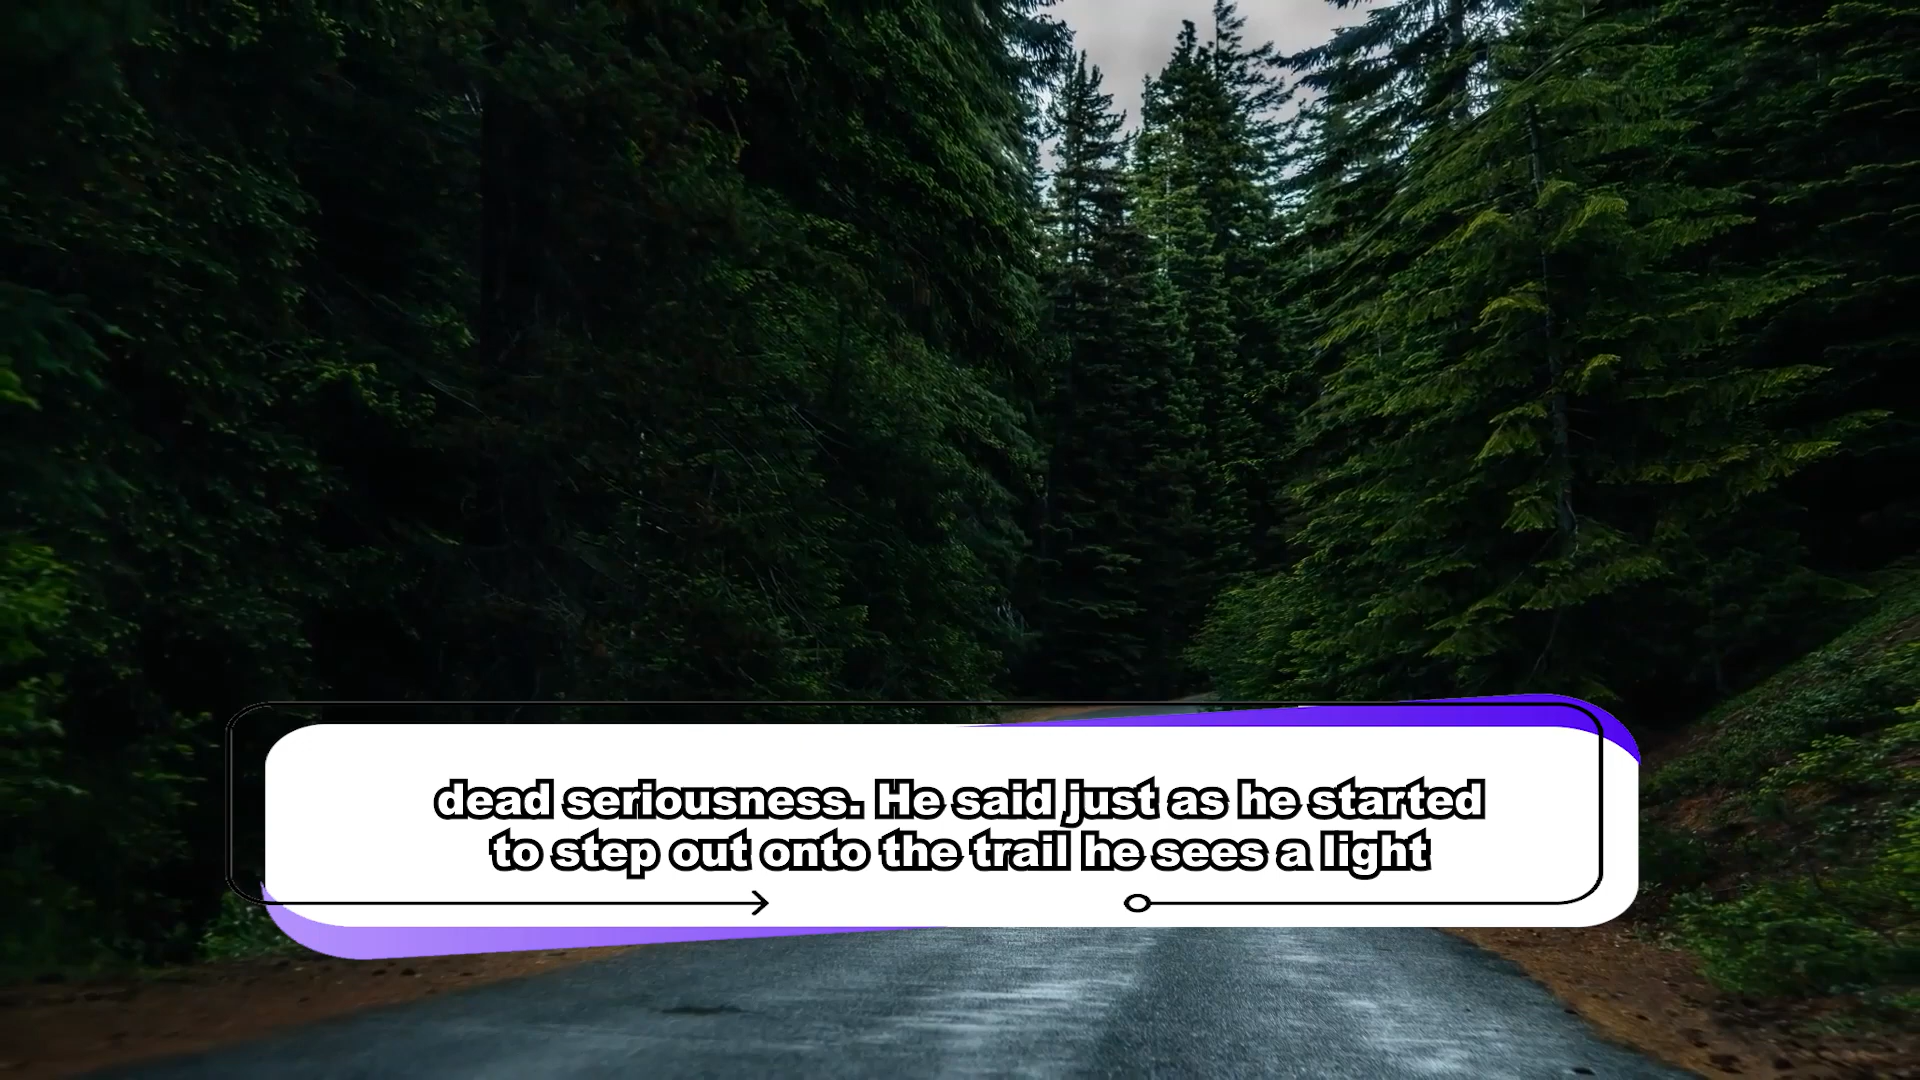 dead seriousness. He said just as he started
to step out onto the trail he sees a light